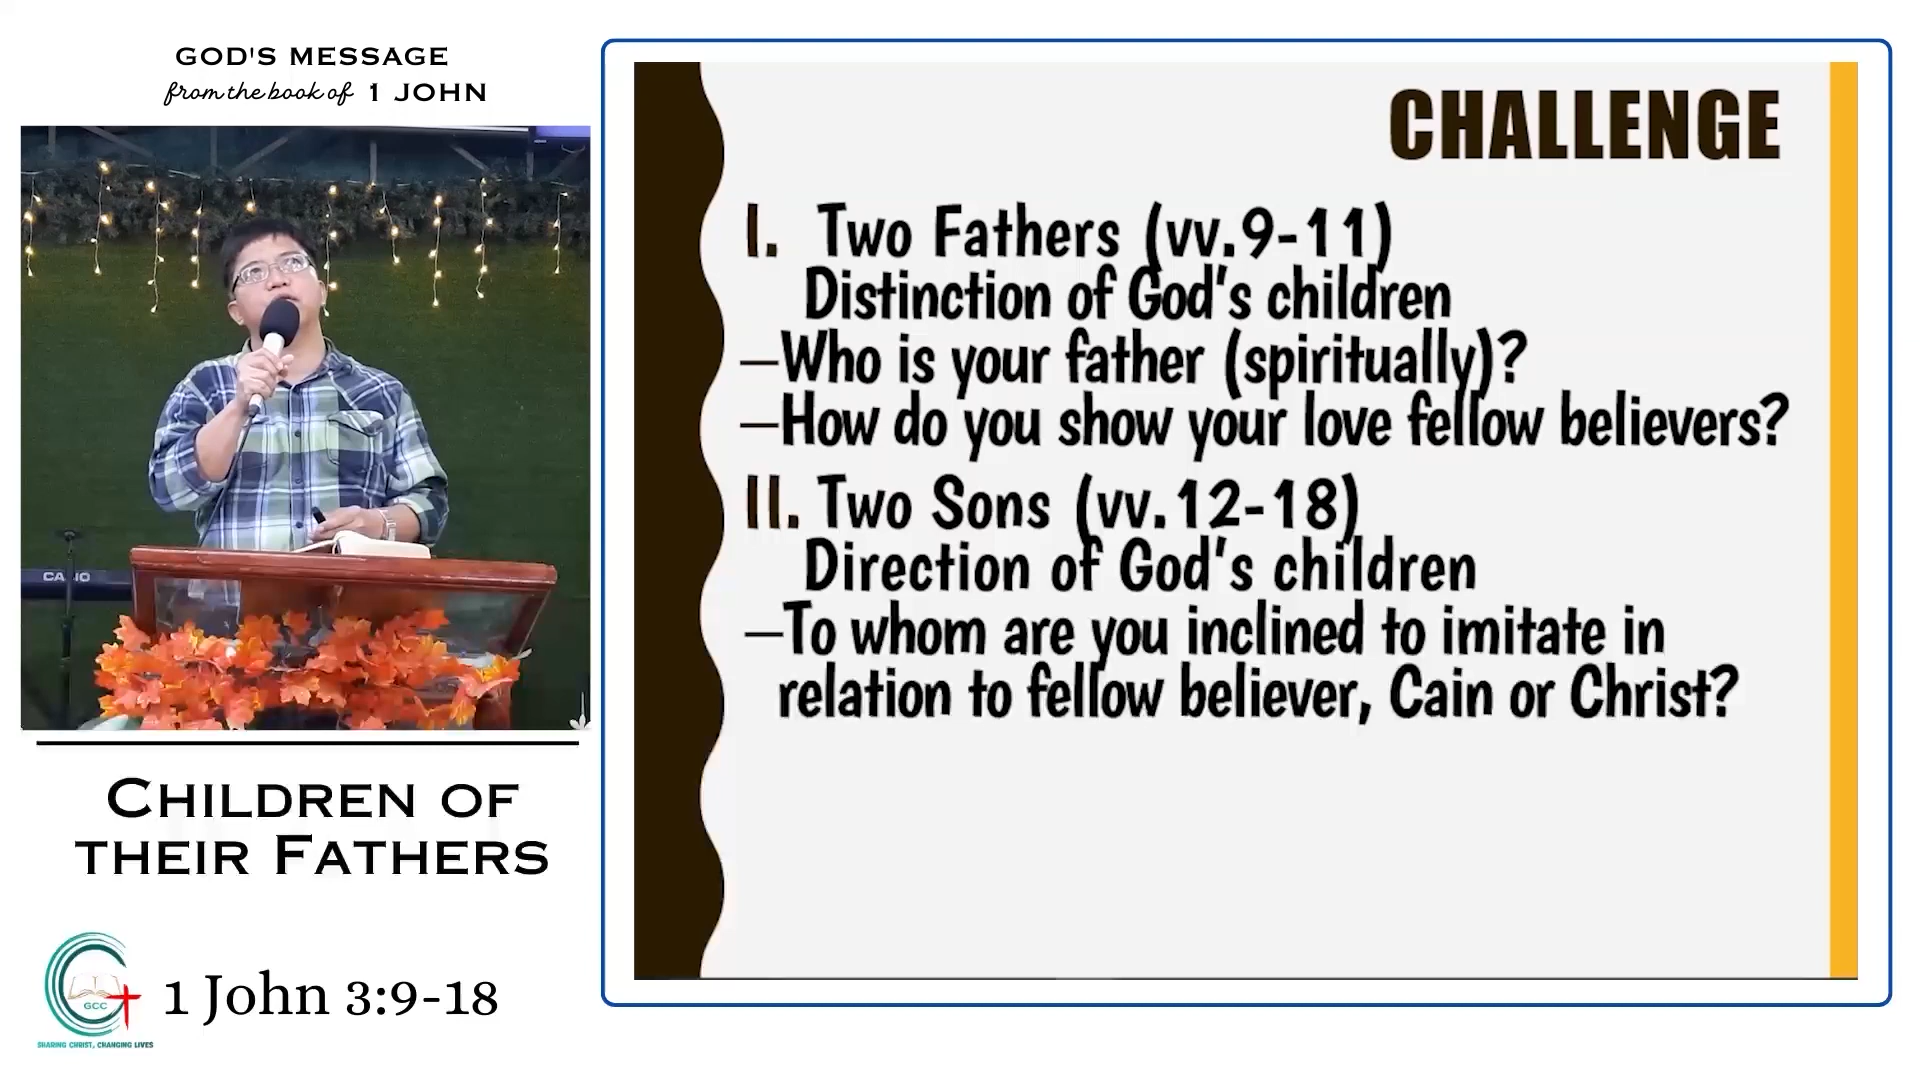 GOD'S MESSAGE
from the book of 1 JOHN
CASIO
CHILDREN OF
THEIR FATHERS
GCC
SHARING CHRIST, CHANGING LIVES
1 John 3:9-18
CHALLENGE
I. Two Fathers (vv.9-11)
Distinction of God's children
–Who is your father (spiritually)?
–How do you show your love fellow believers?
II. Two Sons (vv.12-18)
Direction of God's children
–To whom are you inclined to imitate in
relation to fellow believer, Cain or Christ?